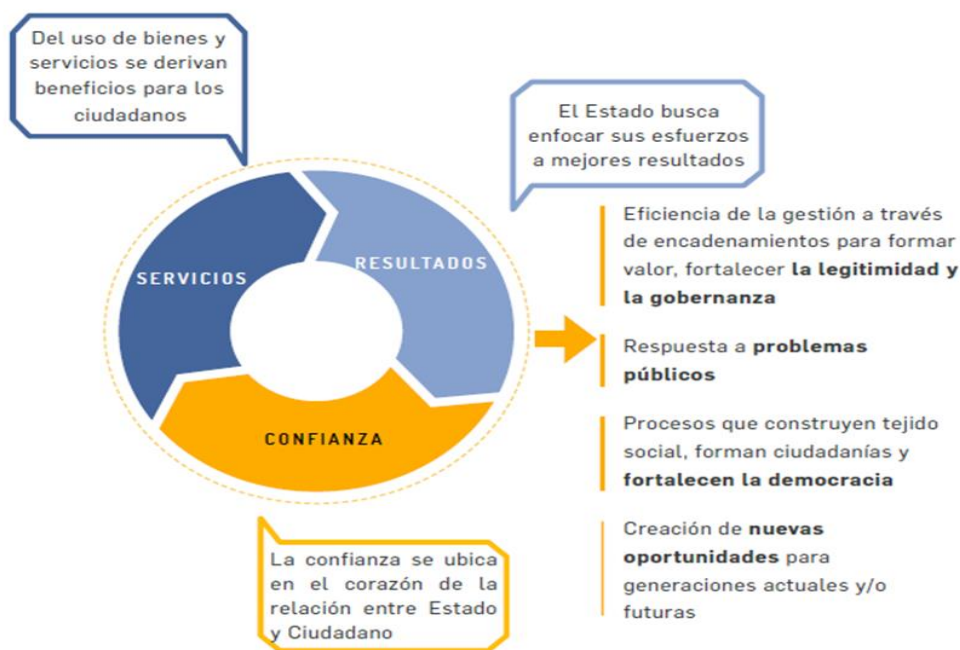 Del uso de bienes y
servicios se derivan
beneficios para los
ciudadanos
El Estado busca
enfocar sus esfuerzos
a mejores resultados
SERVICIOS
RESULTADOS
CONFIANZA
La confianza se ubica
en el corazón de la
relación entre Estado
y Ciudadano
Eficiencia de la gestión a través
de encadenamientos para formar
valor, fortalecer la legitimidad y
la gobernanza
Respuesta a problemas
públicos
Procesos que construyen tejido
social, forman ciudadanías y
fortalecen la democracia
Creación de nuevas
oportunidades para
generaciones actuales y/o
futuras